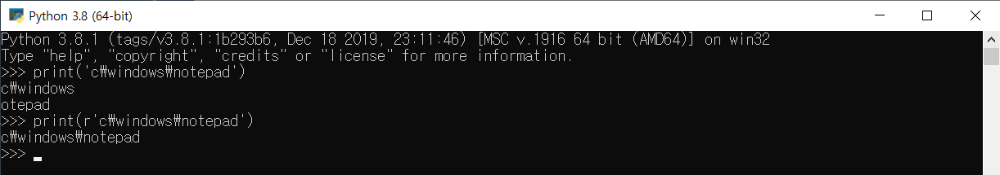 Python 3.8 (64-bit)
Python 3.8.1 (tags/v3.8.1:1b293b6, Dec 18 2019, 23:11:46) [MSC v.1916 64 bit (AMD64)] on win32
Type "help", "copyright", "credits" or "license" for more information.
>>> print('c₩windows₩notepad')
c₩windows
otepad
>>> print(r'c₩windows₩notepad')
c₩windows₩notepad
>>>